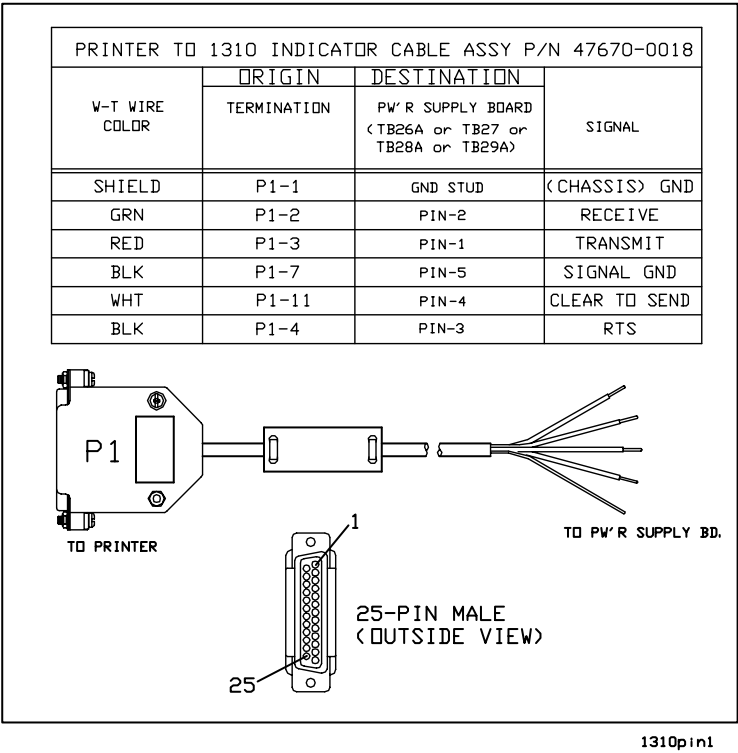 PRINTER TO 1310 INDICATOR CABLE ASSY P/N 47670-0018
ORIGIN DESTINATION
W-T WIRE COLOR TERMINATION PW'R SUPPLY BOARD (TB26A or TB27 or TB28A or TB29A) SIGNAL
SHIELD P1-1 GND STUD (CHASSIS) GND
GRN P1-2 PIN-2 RECEIVE
RED P1-3 PIN-1 TRANSMIT
BLK P1-7 PIN-5 SIGNAL GND
WHT P1-11 PIN-4 CLEAR TO SEND
BLK P1-4 PIN-3 RTS
P1
TO PRINTER
TO PW'R SUPPLY BD.
1
25-PIN MALE
(OUTSIDE VIEW)
25
1310pin1